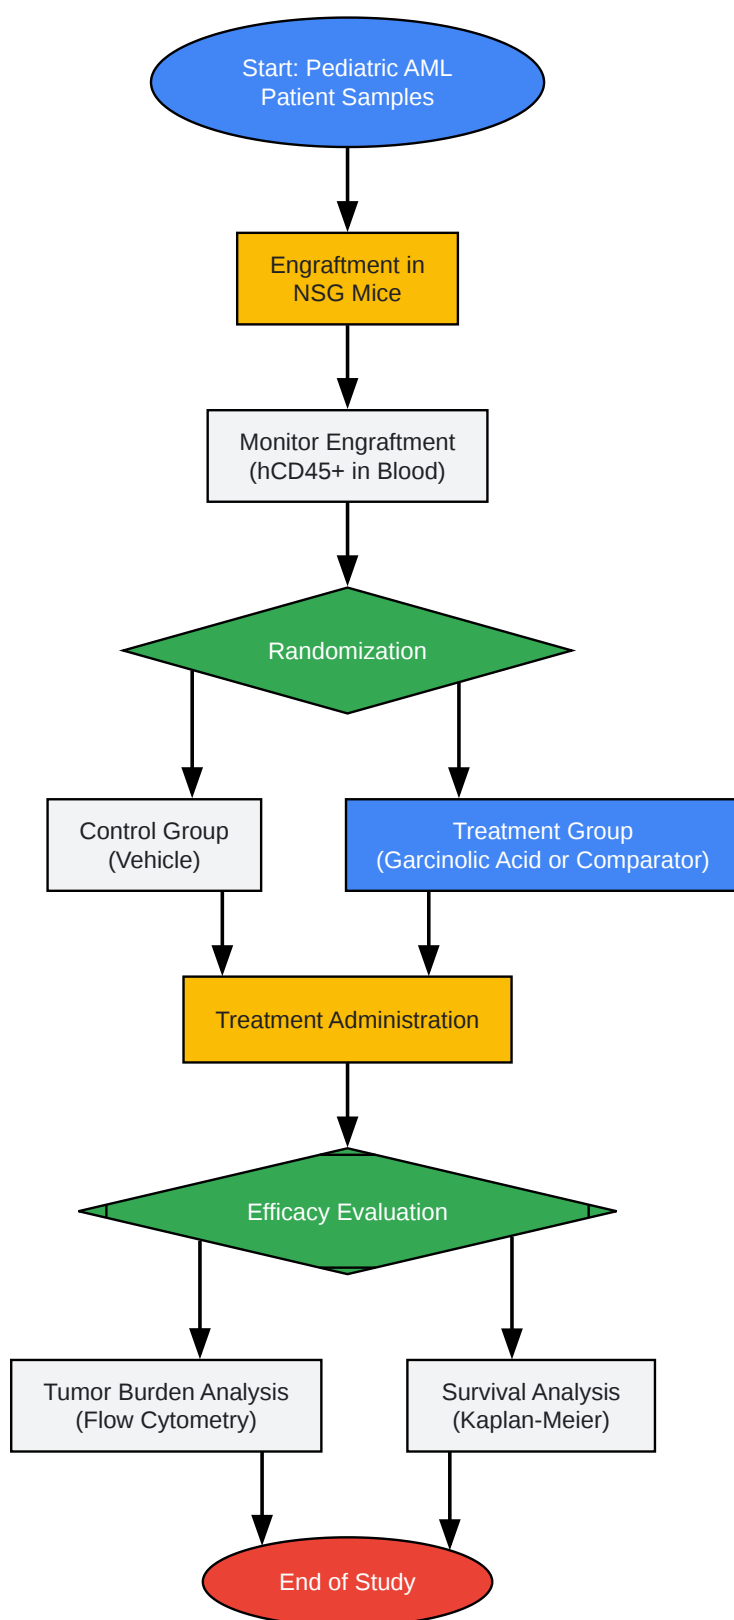 Start: Pediatric AML
Patient Samples
Engraftment in
NSG Mice
Monitor Engraftment
(hCD45+ in Blood)
Randomization
Control Group
(Vehicle)
Treatment Group
(Garcinolic Acid or Comparator)
Treatment Administration
Efficacy Evaluation
Tumor Burden Analysis
(Flow Cytometry)
Survival Analysis
(Kaplan-Meier)
End of Study